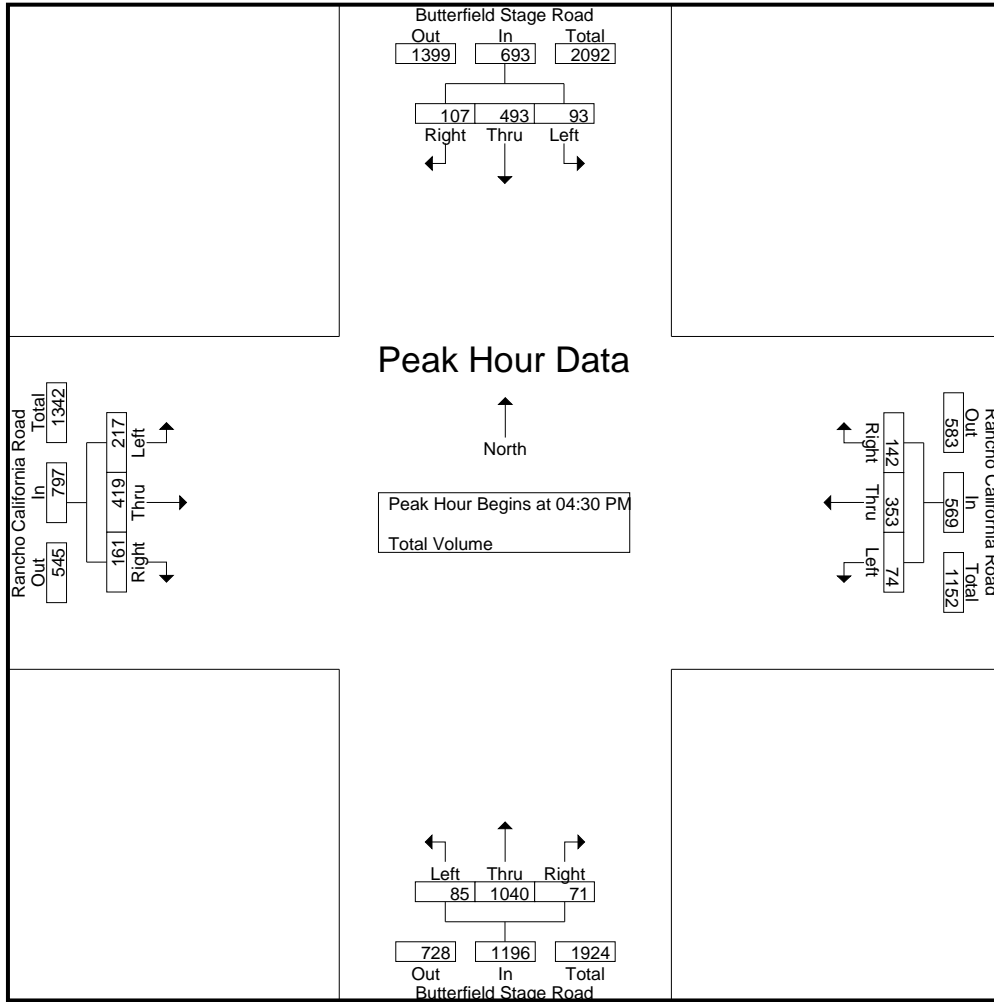 Butterfield Stage Road
Out In Total
1399 693 2092
107 493 93
Right Thru Left
Peak Hour Data
North
Peak Hour Begins at 04:30 PM
Total Volume
Rancho California Road
Total In Out
1342 797 545
217 419 161
Left Thru Right
Rancho California Road
Out In Total
583 569 1152
142 353 74
Right Thru Left
Left Thru Right
85 1040 71
728 1196 1924
Out In Total
Butterfield Stage Road